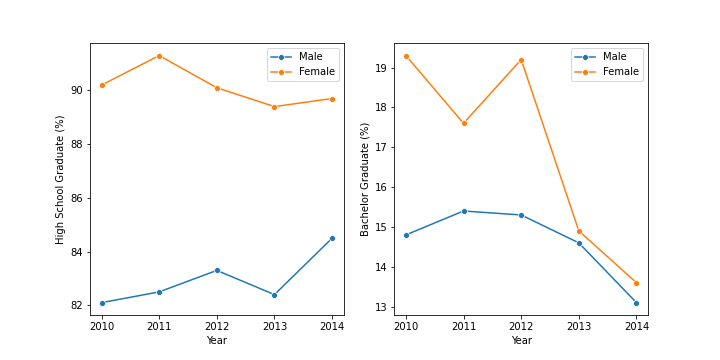 High School Graduate (%)
90
88
86
84
82
2010 2011 2012 2013 2014
Year
Male
Female
Bachelor Graduate (%)
19
18
17
16
15
14
13
2010 2011 2012 2013 2014
Year
Male
Female